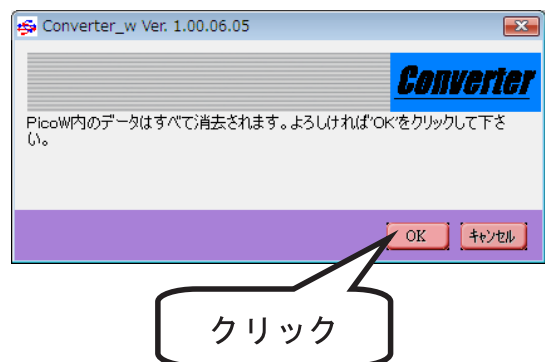 Converter_w Ver. 1.00.06.05
Converter
PicoW内のデータはすべて消去されます。よろしければ'OK'をクリックして下さ
い。
OK キャンセル
クリック